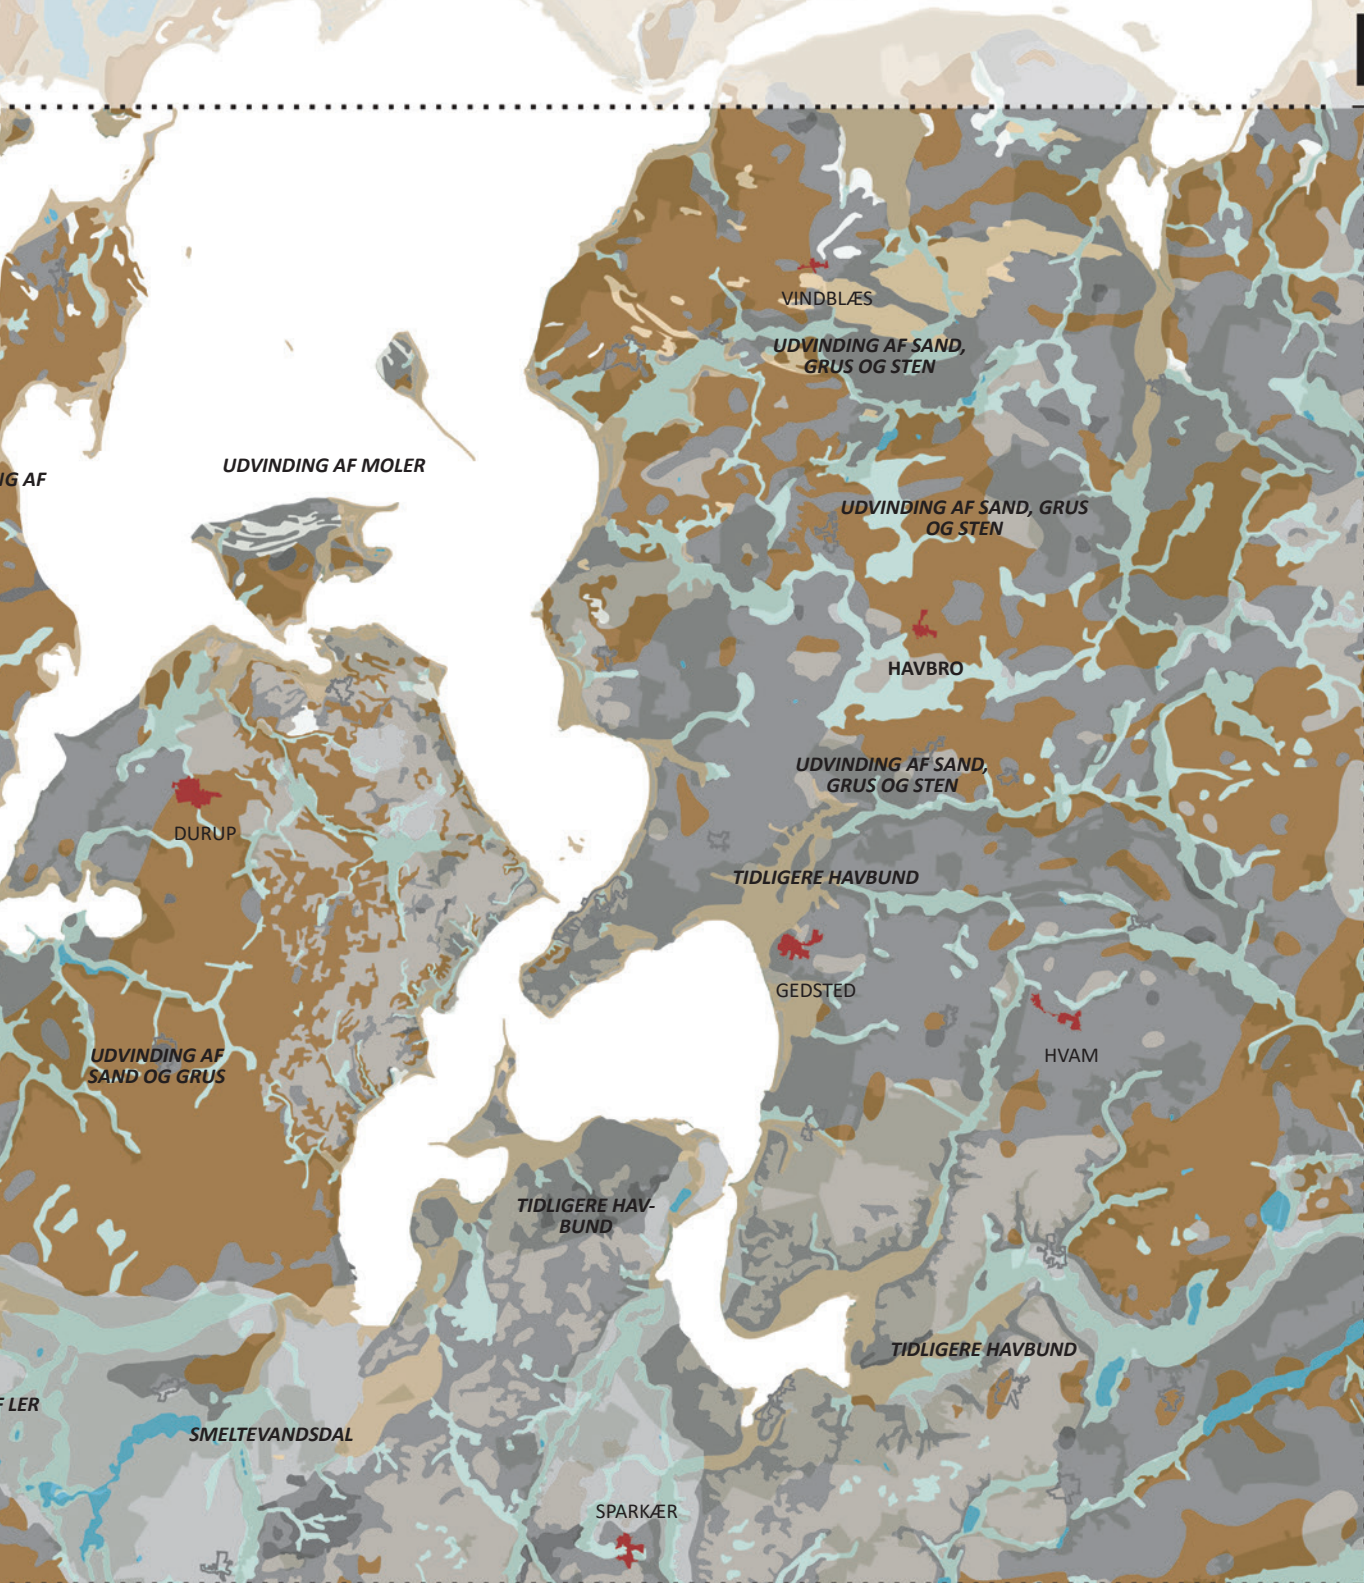 VINDBLÆS
UDVINDING AF SAND,
GRUS OG STEN
UDVINDING AF MOLER
G AF
UDVINDING AF SAND, GRUS
OG STEN
HAVBRO
UDVINDING AF SAND,
GRUS OG STEN
DURUP
TIDLIGERE HAVBUND
GEDSTED
UDVINDING AF
SAND OG GRUS
HVAM
TIDLIGERE HAV-
BUND
TIDLIGERE HAVBUND
F LER
SMELTEVANDSDAL
SPARKÆR